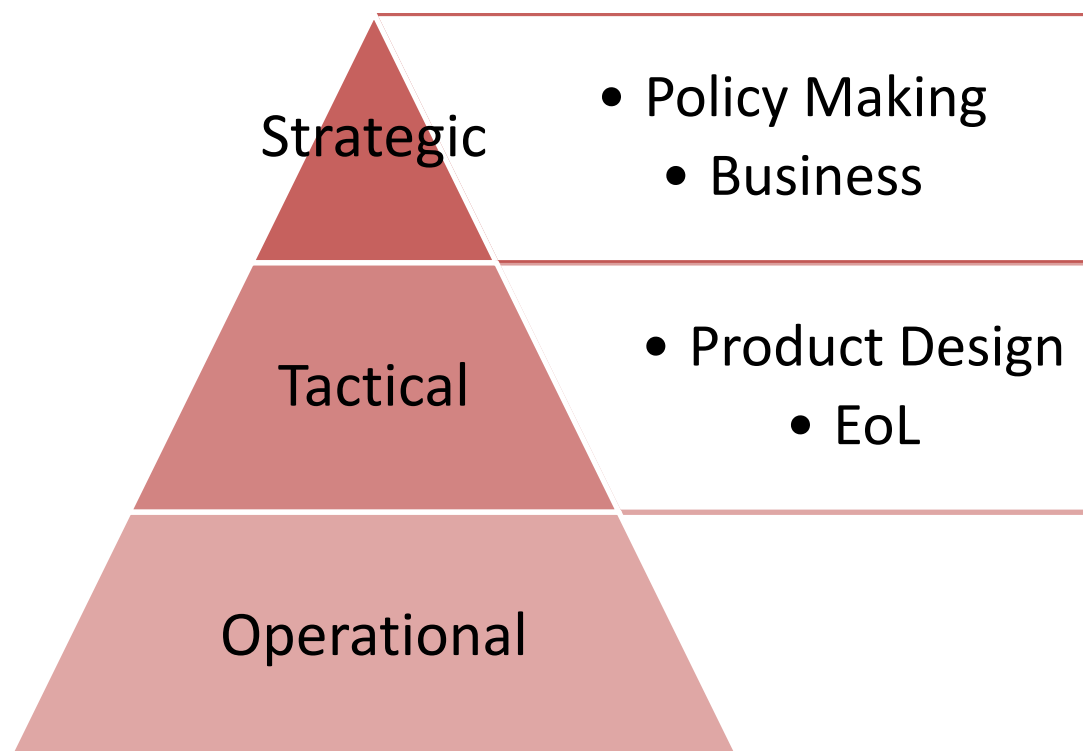 Strategic
• Policy Making
• Business
Tactical
• Product Design
• EoL
Operational